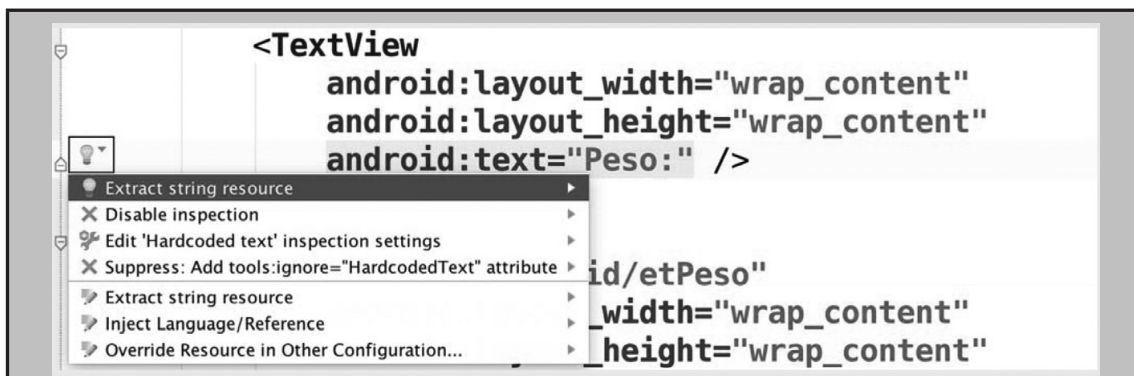 <TextView
android:layout_width="wrap_content"
android:layout_height="wrap_content"
android:text="Peso:" />
Extract string resource
Disable inspection
Edit 'Hardcoded text' inspection settings
Suppress: Add tools:ignore="HardcodedText" attribute
id/etPeso"
Extract string resource
_width="wrap_content"
Inject Language/Reference
Override Resource in Other Configuration...
_height="wrap_content"